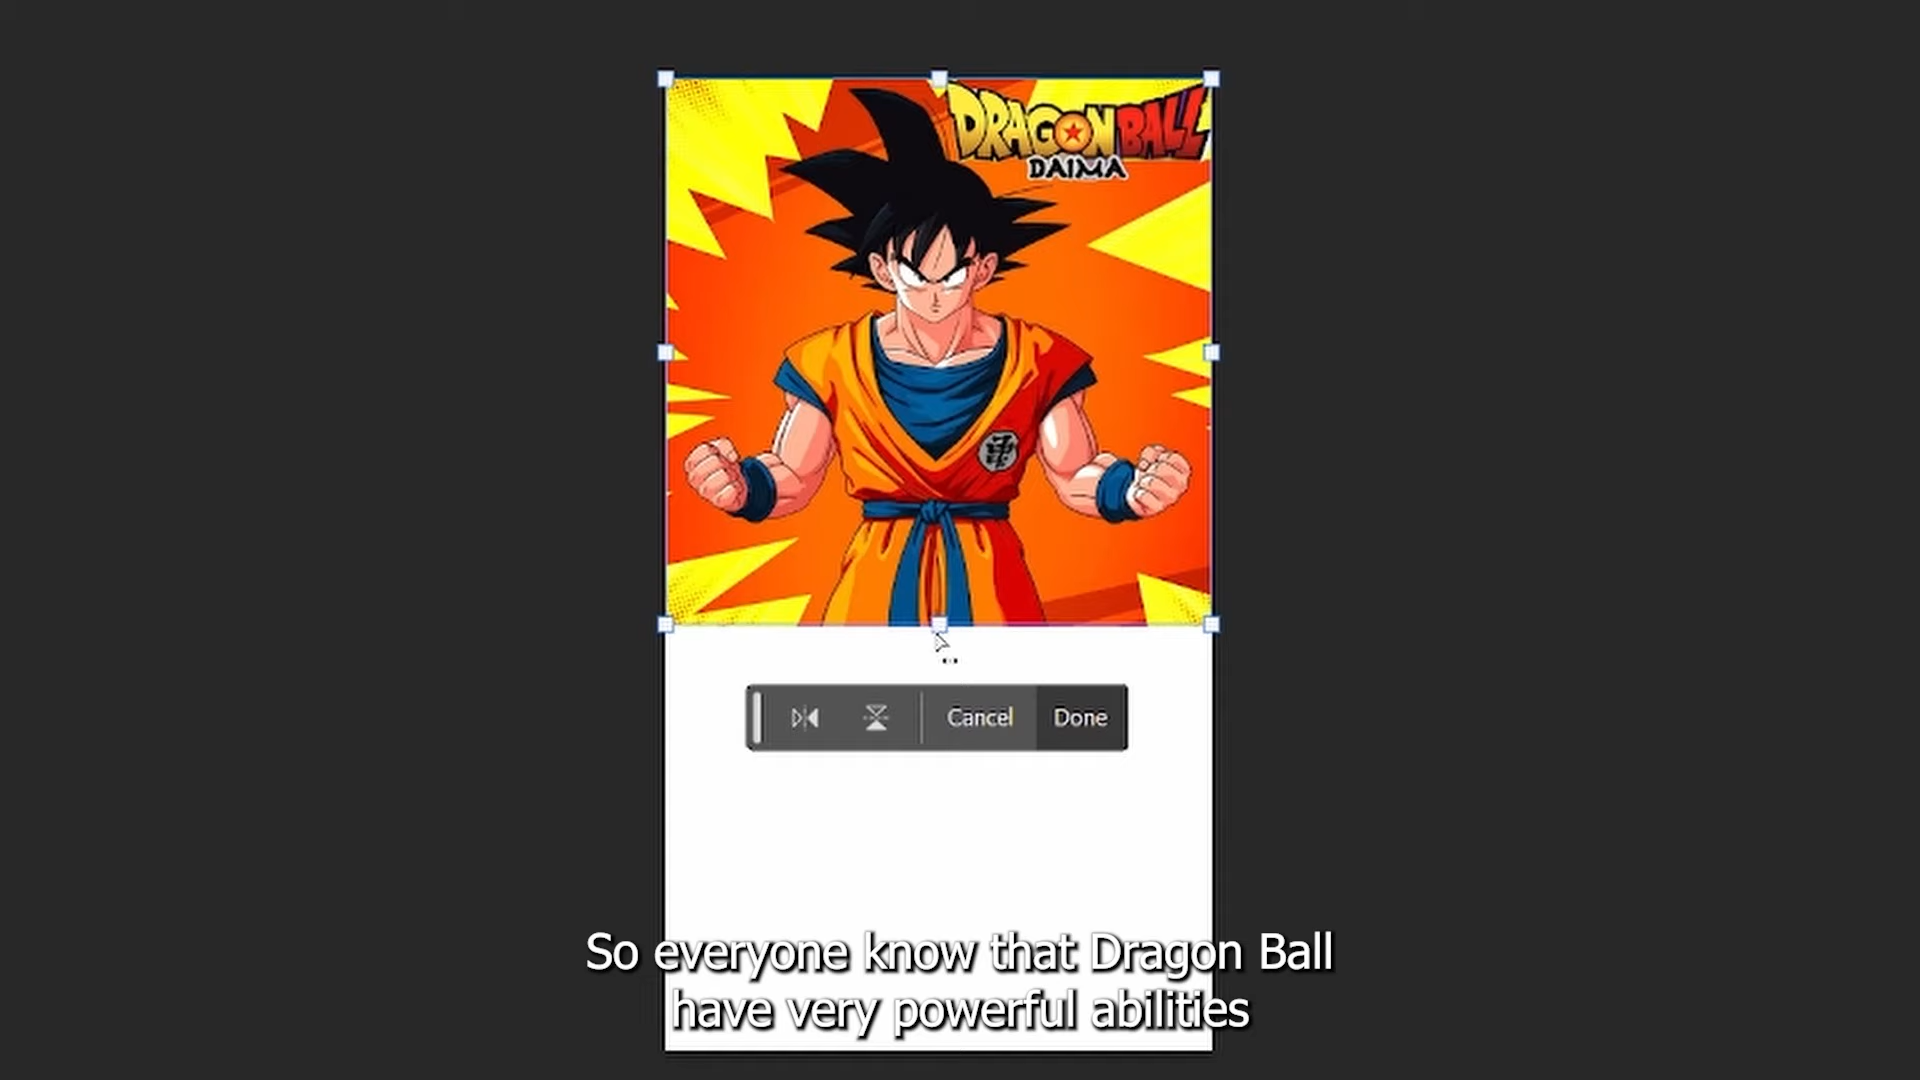 DRAGON BALL
DAIMA
Cancel Done
So everyone know that Dragon Ball
have very powerful abilities